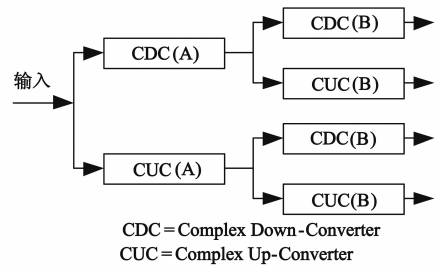 CDC(B)
输入
CDC(A)
CUC(B)
CDC(B)
CUC(A)
CUC(B)
CDC=Complex Down-Converter
CUC=Complex Up-Converter